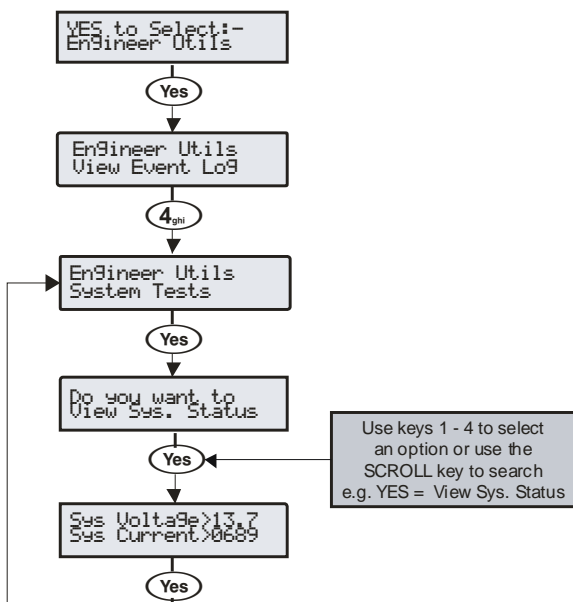 YES to Select:-
Engineer Utils
Yes
Engineer Utils
View Event Log
4ghi
Engineer Utils
System Tests
Yes
Do you want to
View Sys. Status
Yes
Use keys 1 - 4 to select
an option or use the
SCROLL key to search
e.g. YES = View Sys. Status
Sys Voltage>13.7
Sys Current>0689
Yes